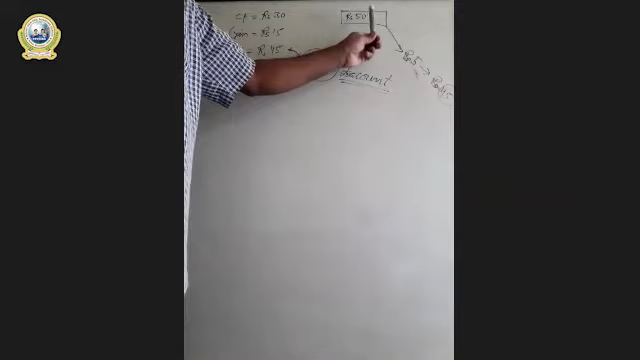 CP = Rs 30
Gain = Rs 15
= Rs 45
Rs 50
Rs 5 → Rs 45
Discount